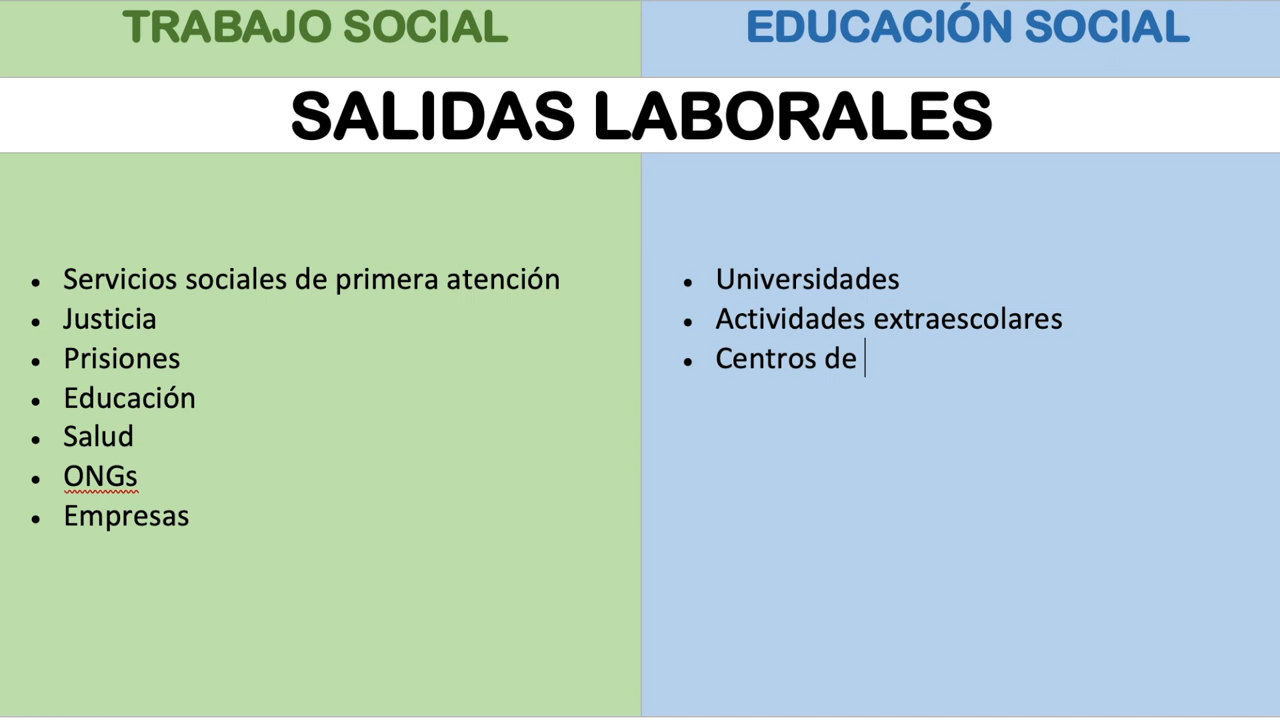 TRABAJO SOCIAL
EDUCACIÓN SOCIAL
SALIDAS LABORALES
• Servicios sociales de primera atención
• Justicia
• Prisiones
• Educación
• Salud
• ONGs
• Empresas
• Universidades
• Actividades extraescolares
• Centros de